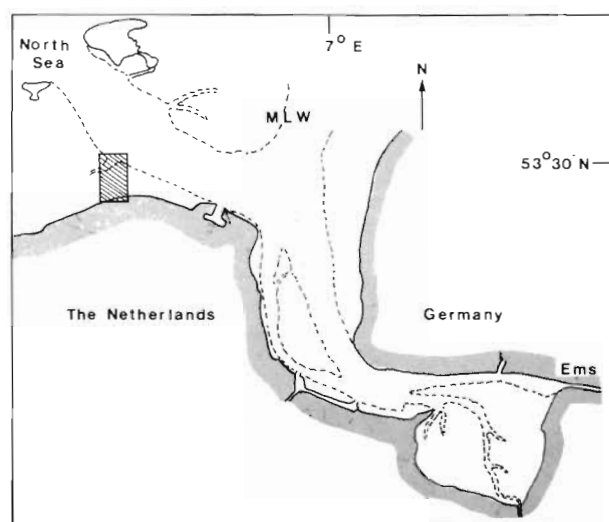 7° E
North
Sea
N
MLW
53°30' N
The Netherlands
Germany
Ems